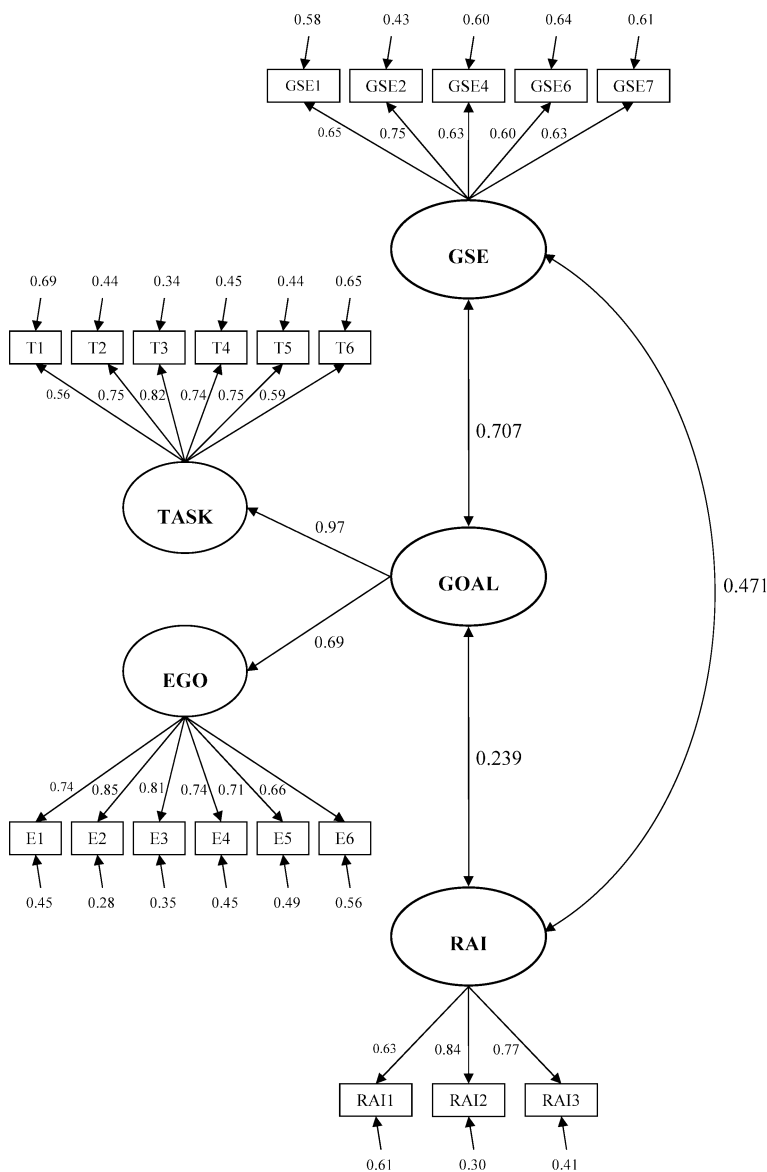 0.58 0.43 0.60 0.64 0.61
GSE1 GSE2 GSE4 GSE6 GSE7
0.65 0.75 0.63 0.60 0.63
GSE
0.69 0.44 0.34 0.45 0.44 0.65
T1 T2 T3 T4 T5 T6
0.56 0.75 0.82 0.74 0.75 0.59
0.707
TASK
0.97
GOAL
0.471
0.69
EGO
0.239
0.74 0.85 0.81 0.74 0.71 0.66
E1 E2 E3 E4 E5 E6
0.45 0.28 0.35 0.45 0.49 0.56
RAI
0.63 0.84 0.77
RAI1 RAI2 RAI3
0.61 0.30 0.41